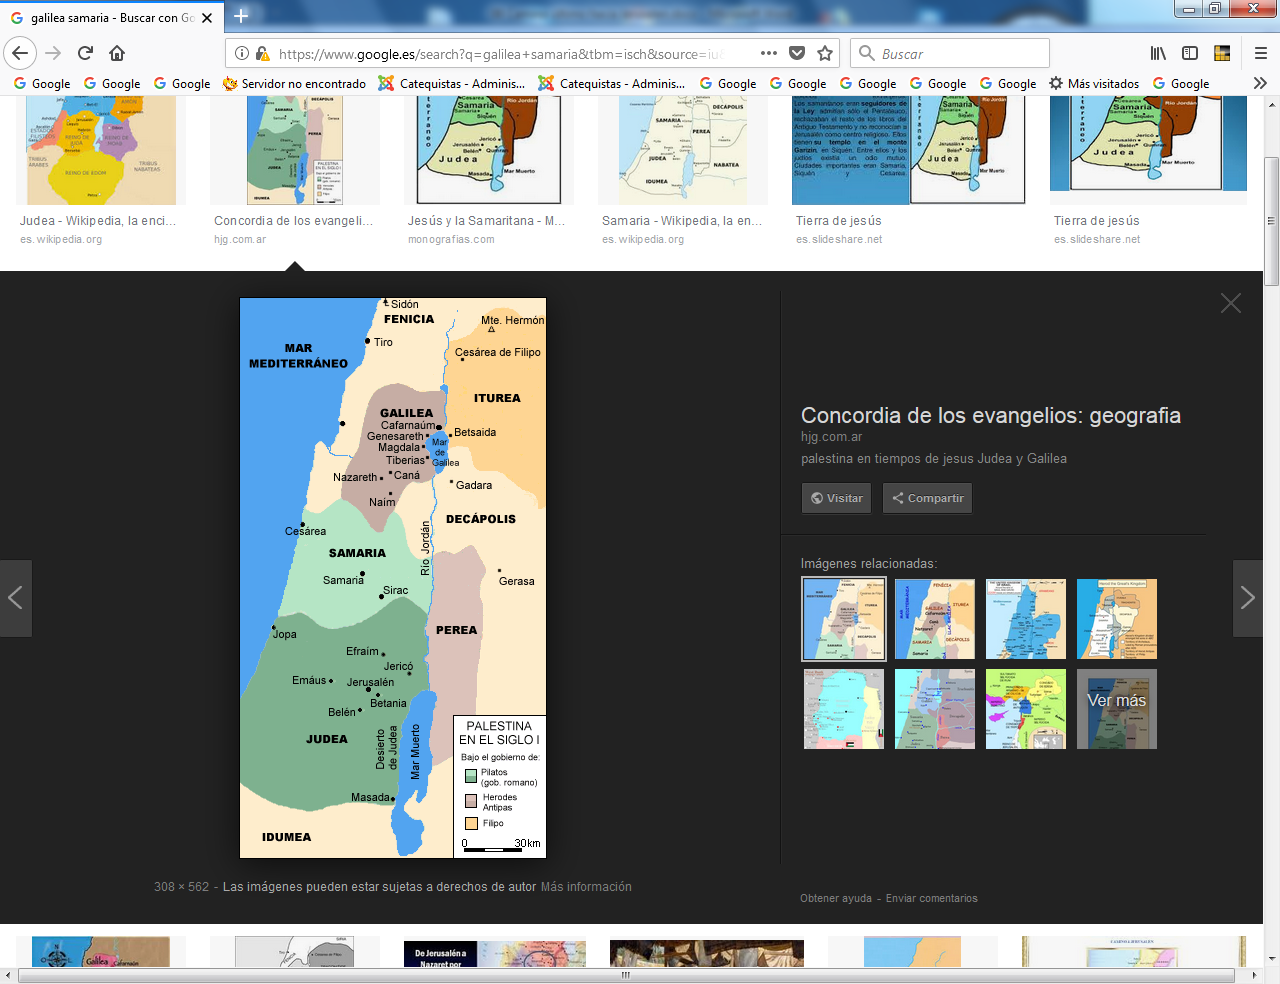 galilea samaria - Buscar con Go
https://www.google.es/search?q=galilea+samaria&tbm=isch&source=iu
Buscar
Google
Google
Google
Servidor no encontrado
Catequistas - Adminis...
Catequistas - Adminis...
Google
Google
Google
Google
Google
Más visitados
Google
Judea - Wikipedia, la enci...
es.wikipedia.org
Concordia de los evangeli...
hjg.com.ar
Jesús y la Samaritana - M...
monografias.com
Samaria - Wikipedia, la en...
es.wikipedia.org
Tierra de jesús
es.slideshare.net
Tierra de jesús
es.slideshare.net
Sidón
FENICIA
Mte. Hermón
Tiro
MAR
MEDITERRÁNEO
Cesárea de Filipo
ITUREA
GALILEA
Cafarnaúm
Genesareth
Betsaida
Magdala
Mar
de
Galilea
Tiberias
Nazareth
Caná
Gadara
Naím
DECÁPOLIS
Cesárea
Río Jordán
SAMARIA
Samaria
Sirac
Gerasa
Jopa
PEREA
Efraím
Jericó
Emáus
Jerusalén
Betania
Belén
JUDEA
Desierto
de Judea
Mar Muerto
Masada
IDUMEA
PALESTINA
EN EL SIGLO I
Bajo el gobierno de:
Pilatos
(gob. romano)
Herodes
Antipas
Filipo
0 30km
308 × 562 - Las imágenes pueden estar sujetas a derechos de autor Más información
Concordia de los evangelios: geografia
hjg.com.ar
palestina en tiempos de jesus Judea y Galilea
Visitar
Compartir
Imágenes relacionadas:
Ver más
Obtener ayuda - Enviar comentarios
De Jerusalén a
Nazaret por